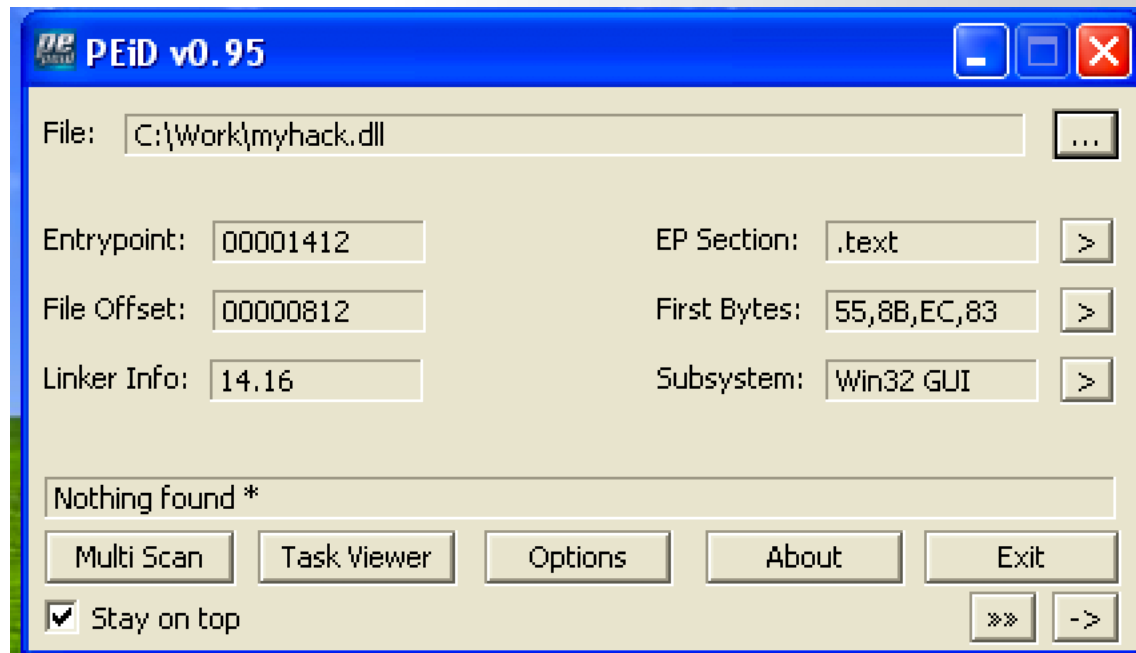 PEiD v0.95
File: C:\Work\myhack.dll ...
Entrypoint: 00001412 EP Section: .text >
File Offset: 00000812 First Bytes: 55,8B,EC,83 >
Linker Info: 14.16 Subsystem: Win32 GUI >
Nothing found *
Multi Scan Task Viewer Options About Exit
Stay on top »» ->